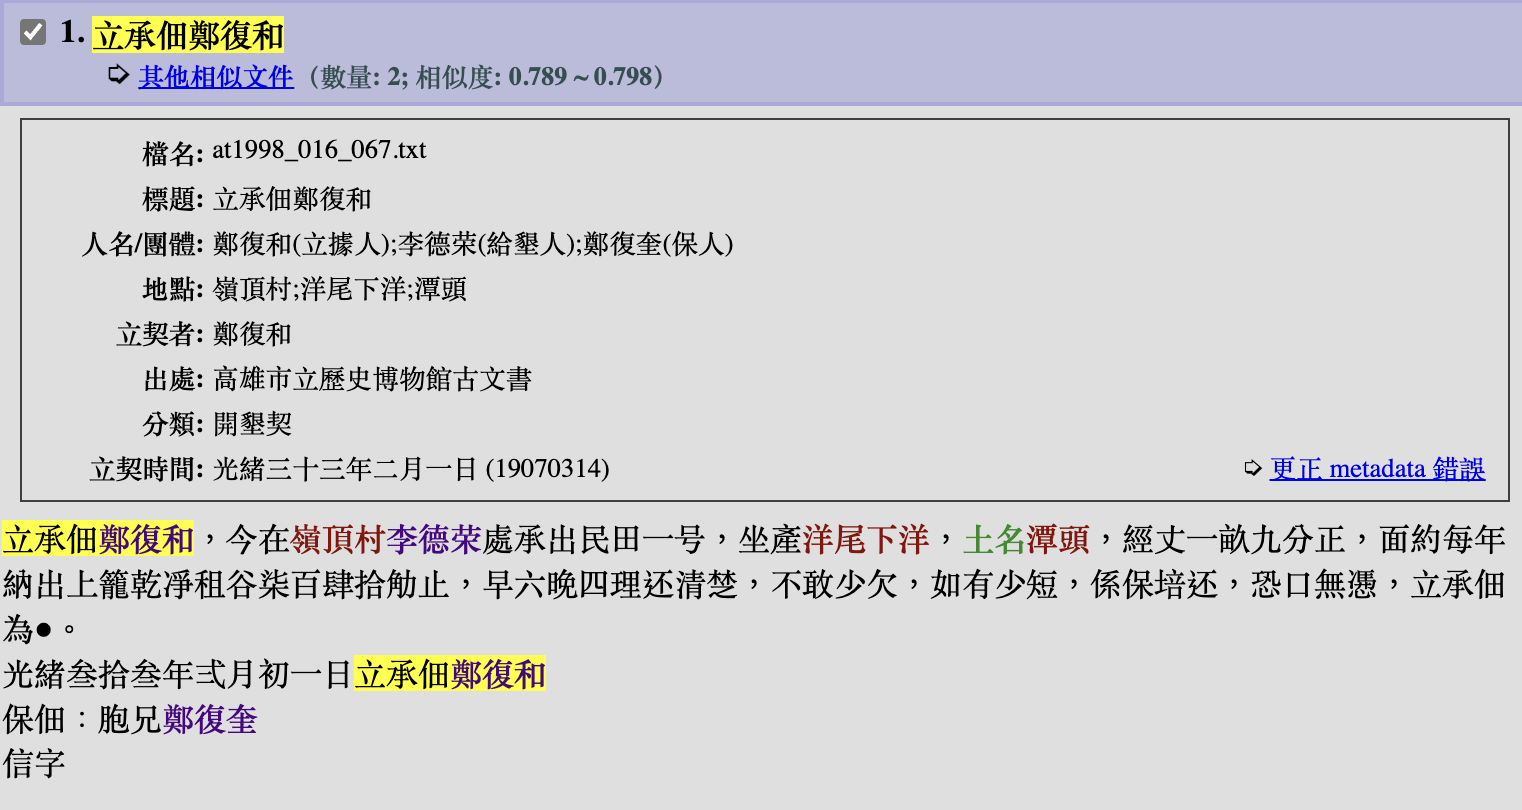 1. 立承佃鄭復和
➩ 其他相似文件（數量: 2; 相似度: 0.789 ~ 0.798）
檔名: at1998_016_067.txt
標題: 立承佃鄭復和
人名/團體: 鄭復和(立據人);李德荣(給墾人);鄭復奎(保人)
地點: 嶺頂村;洋尾下洋;潭頭
立契者: 鄭復和
出處: 高雄市立歷史博物館古文書
分類: 開墾契
立契時間: 光緒三十三年二月一日 (19070314)
➩ 更正 metadata 錯誤
立承佃鄭復和，今在嶺頂村李德荣處承出民田一号，坐產洋尾下洋，土名潭頭，經丈一畝九分正，面約每年
納出上籠乾凈租谷柒百肆拾觔止，早六晚四理还清楚，不敢少欠，如有少短，係保培还，恐口無憑，立承佃
為●。
光緒叁拾叁年弍月初一日立承佃鄭復和
保佃：胞兄鄭復奎
信字